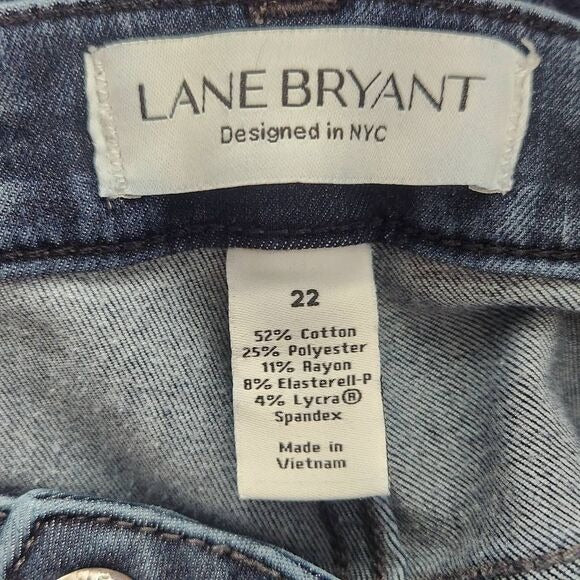 LANE BRYANT
Designed in NYC
22
52% Cotton
25% Polyester
11% Rayon
8% Elasterell-P
4% Lycra®
Spandex
Made in
Vietnam